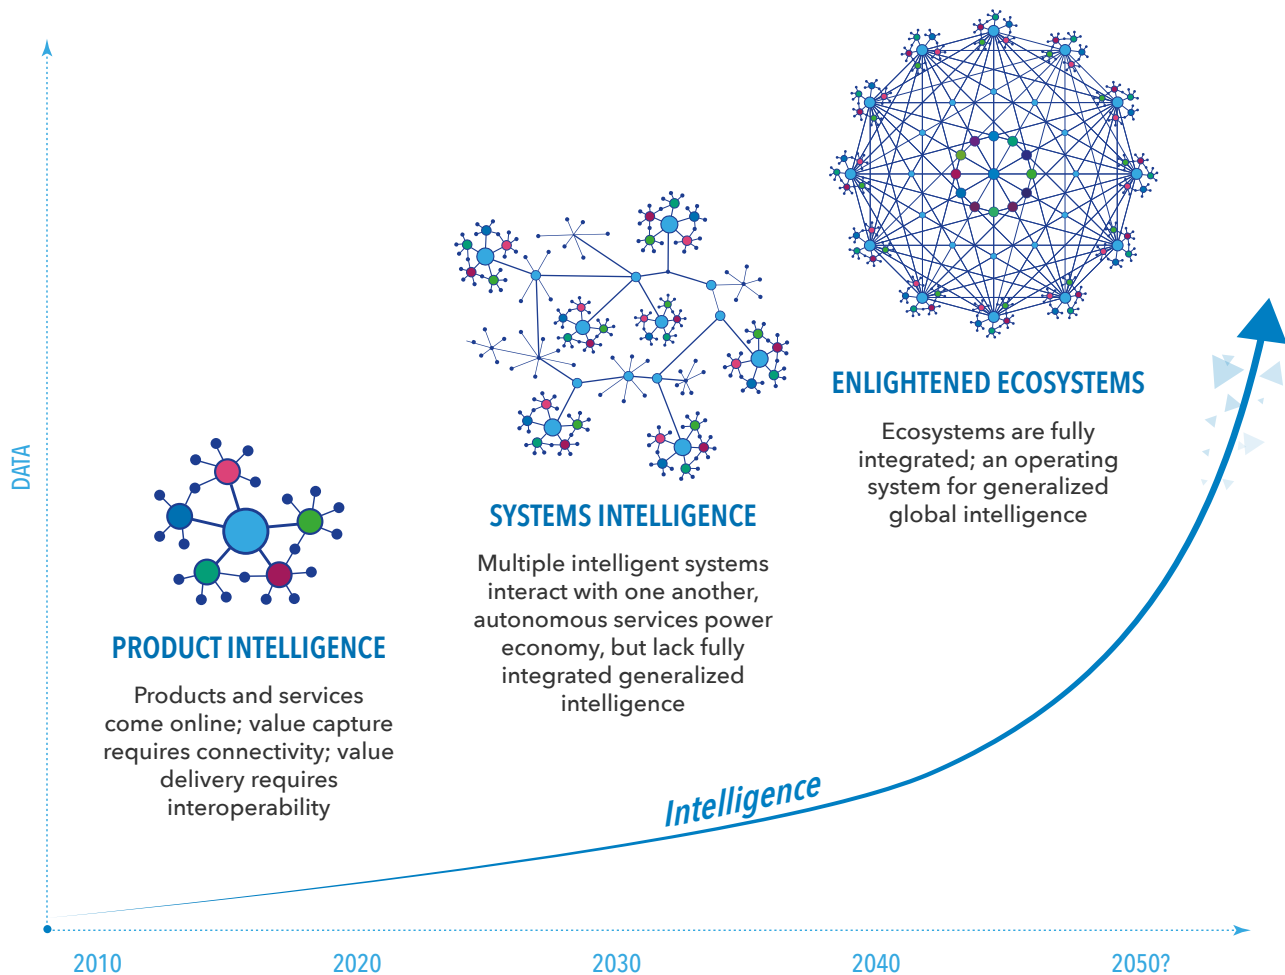 ENLIGHTENED ECOSYSTEMS
Ecosystems are fully
integrated; an operating
system for generalized
global intelligence
SYSTEMS INTELLIGENCE
Multiple intelligent systems
interact with one another,
autonomous services power
economy, but lack fully
integrated generalized
intelligence
PRODUCT INTELLIGENCE
Products and services
come online; value capture
requires connectivity; value
delivery requires
interoperability
DATA
Intelligence
2010
2020
2030
2040
2050?